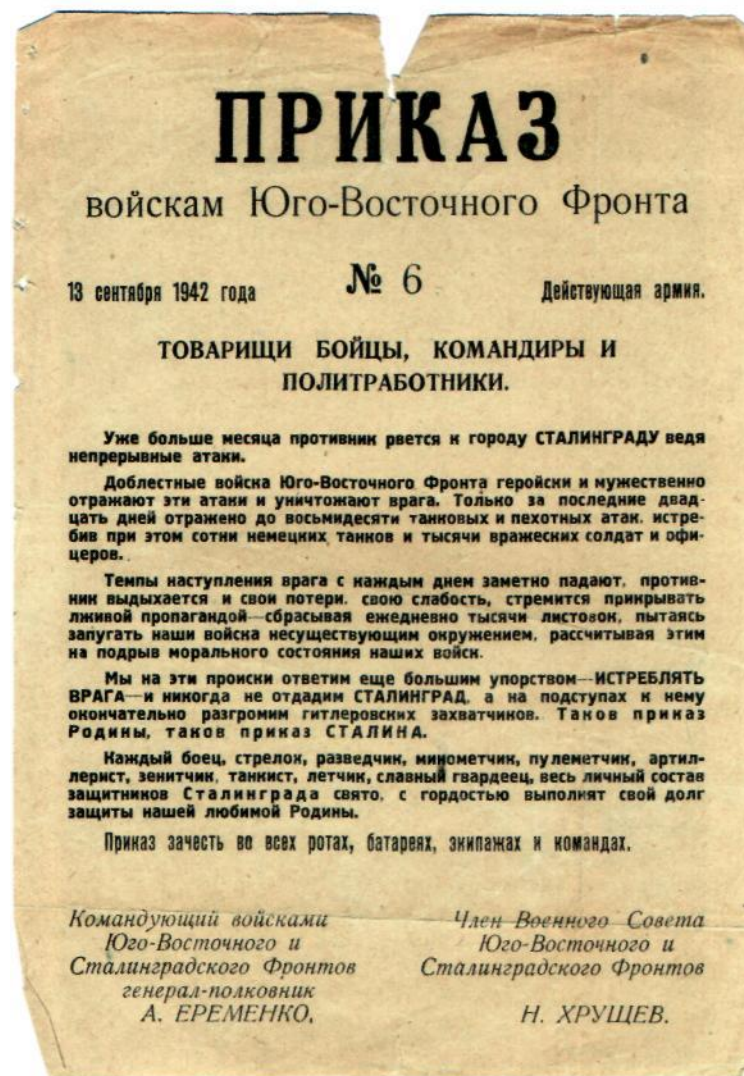 ПРИКАЗ
войскам Юго-Восточного Фронта
13 сентября 1942 года № 6 Действующая армия.
ТОВАРИЩИ БОЙЦЫ, КОМАНДИРЫ И
ПОЛИТРАБОТНИКИ.
Уже больше месяца противник рвется к городу СТАЛИНГРАДУ ведя
непрерывные атаки.
Доблестные войска Юго-Восточного Фронта геройски и мужественно
отражают эти атаки и уничтожают врага. Только за последние двад-
цать дней отражено до восьмидесяти танковых и пехотных атак, истре-
бив при этом сотни немецких танков и тысячи вражеских солдат и офи-
церов.
Темпы наступления врага с каждым днем заметно падают, против-
ник выдыхается и свои потери, свою слабость, стремится прикрывать
лживой пропагандой—сбрасывая ежедневно тысячи листовок, пытаясь
запугать наши войска несуществующим окружением, рассчитывая этим
на подрыв морального состояния наших войск.
Мы на эти происки ответим еще большим упорством—ИСТРЕБЛЯТЬ
ВРАГА—и никогда не отдадим СТАЛИНГРАД, а на подступах к нему
окончательно разгромим гитлеровских захватчиков. Таков приказ
Родины, таков приказ СТАЛИНА.
Каждый боец, стрелок, разведчик, минометчик, пулеметчик, артил-
лерист, зенитчик, танкист, летчик, славный гвардеец, весь личный состав
защитников Сталинграда свято, с гордостью выполнят свой долг
защиты нашей любимой Родины.
Приказ зачесть во всех ротах, батареях, экипажах и командах.
Командующий войсками
Юго-Восточного и
Сталинградского Фронтов
генерал-полковник
А. ЕРЕМЕНКО,
Член Военного Совета
Юго-Восточного и
Сталинградского Фронтов
Н. ХРУЩЕВ.